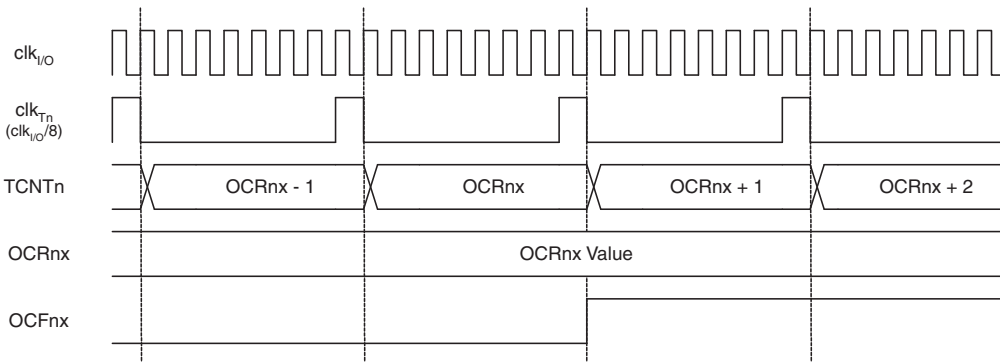 clkI/O
clkTn
(clkI/O/8)
TCNTn
OCRnx - 1
OCRnx
OCRnx + 1
OCRnx + 2
OCRnx
OCRnx Value
OCFnx